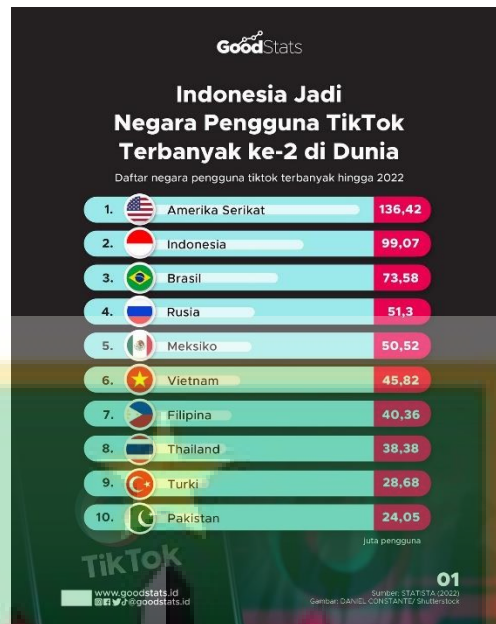 GoodStats
Indonesia Jadi
Negara Pengguna TikTok
Terbanyak ke-2 di Dunia
Daftar negara pengguna tiktok terbanyak hingga 2022
1. Amerika Serikat 136,42
2. Indonesia 99,07
3. Brasil 73,58
4. Rusia 51,3
5. Meksiko 50,52
6. Vietnam 45,82
7. Filipina 40,36
8. Thailand 38,38
9. Turki 28,68
10. Pakistan 24,05
juta pengguna
TikTok
01
www.goodstats.id
@goodstats.id
Sumber: STATISTA (2022)
Gambar: DANIEL CONSTANTE/ Shutterstock